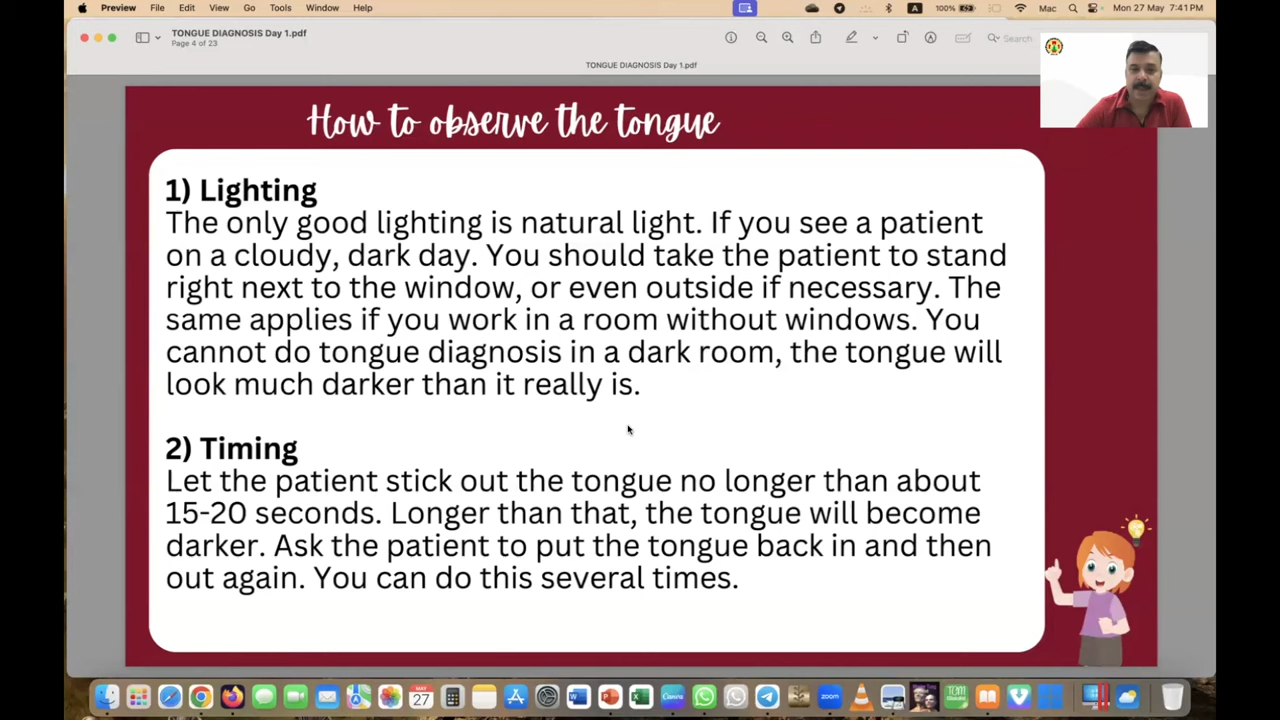 Preview File Edit View Go Tools Window Help
A 100% Mac Mon 27 May 7:41 PM
TONGUE DIAGNOSIS Day 1.pdf
Page 4 of 23
Search
TONGUE DIAGNOSIS Day 1.pdf
How to observe the tongue
1) Lighting
The only good lighting is natural light. If you see a patient
on a cloudy, dark day. You should take the patient to stand
right next to the window, or even outside if necessary. The
same applies if you work in a room without windows. You
cannot do tongue diagnosis in a dark room, the tongue will
look much darker than it really is.
2) Timing
Let the patient stick out the tongue no longer than about
15-20 seconds. Longer than that, the tongue will become
darker. Ask the patient to put the tongue back in and then
out again. You can do this several times.
MAY
27
W
P
X
Canva
zoom
TCM